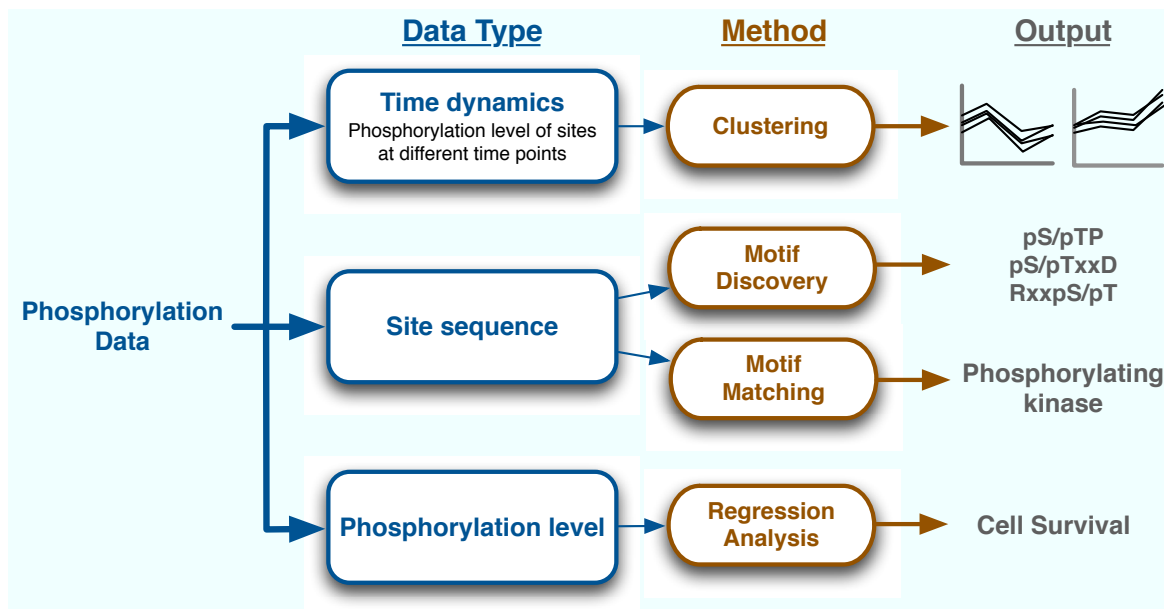 Data Type
Method
Output
Time dynamics
Phosphorylation level of sites
at different time points
Clustering
Phosphorylation
Data
Site sequence
Motif
Discovery
pS/pTP
pS/pTxxD
RxxpS/pT
Motif
Matching
Phosphorylating
kinase
Phosphorylation level
Regression
Analysis
Cell Survival